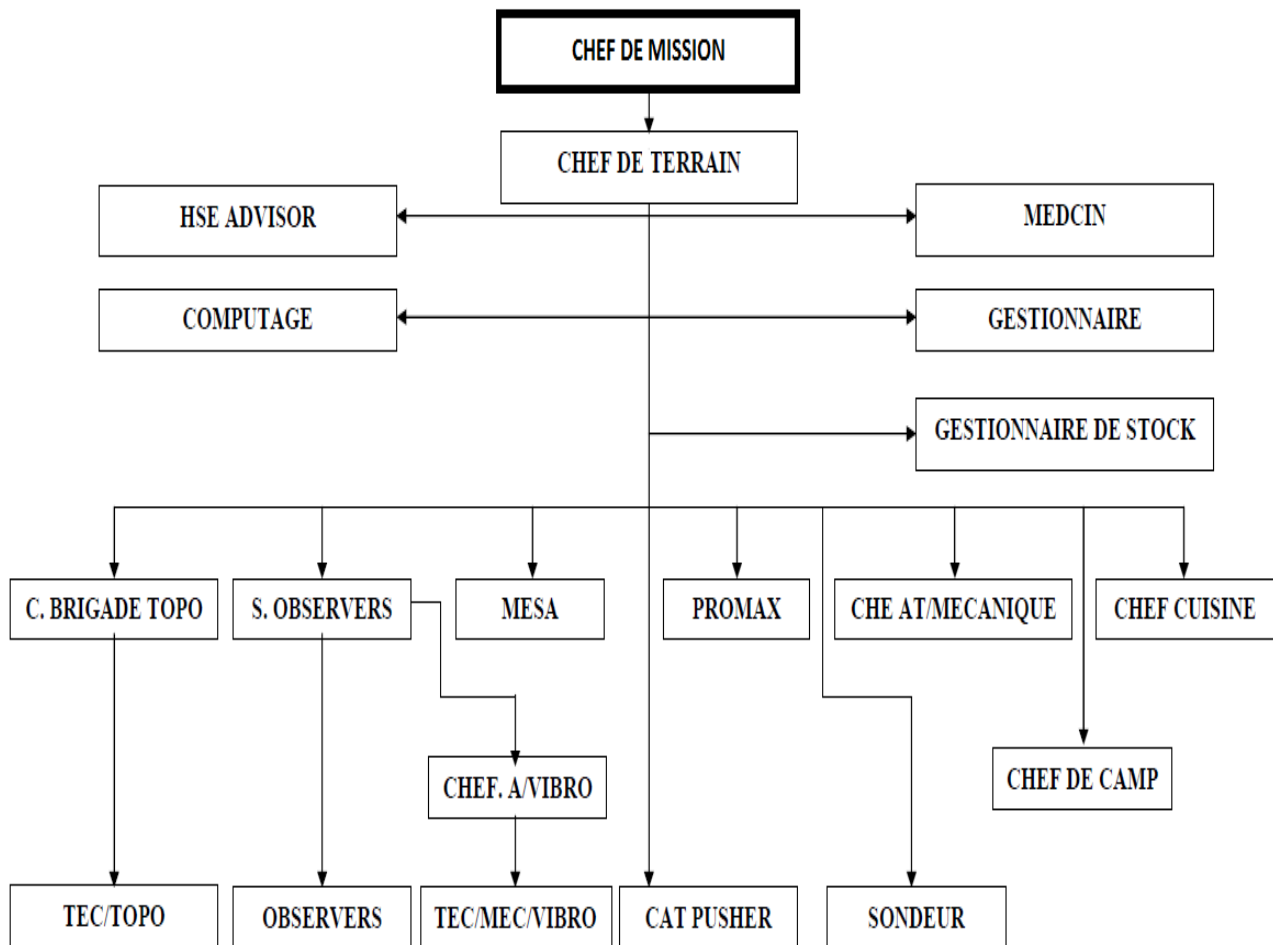 CHEF DE MISSION
CHEF DE TERRAIN
HSE ADVISOR
MEDCIN
COMPUTAGE
GESTIONNAIRE
GESTIONNAIRE DE STOCK
C. BRIGADE TOPO
S. OBSERVERS
MESA
PROMAX
CHE AT/MECANIQUE
CHEF CUISINE
CHEF. A/VIBRO
CHEF DE CAMP
TEC/TOPO
OBSERVERS
TEC/MEC/VIBRO
CAT PUSHER
SONDEUR